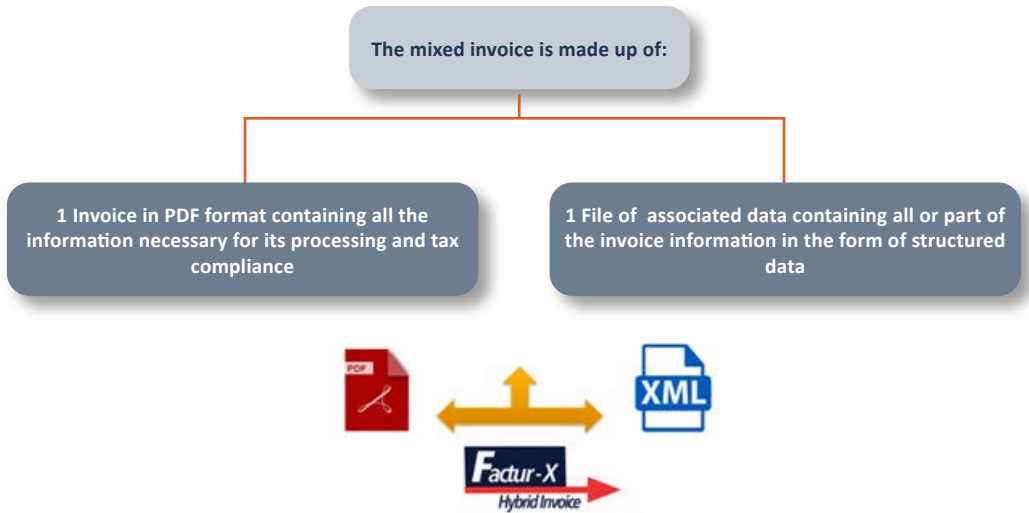 The mixed invoice is made up of:
1 Invoice in PDF format containing all the
information necessary for its processing and tax
compliance
1 File of  associated data containing all or part of
the invoice information in the form of structured
data
PDF
XML
Factur-X
Hybrid Invoice